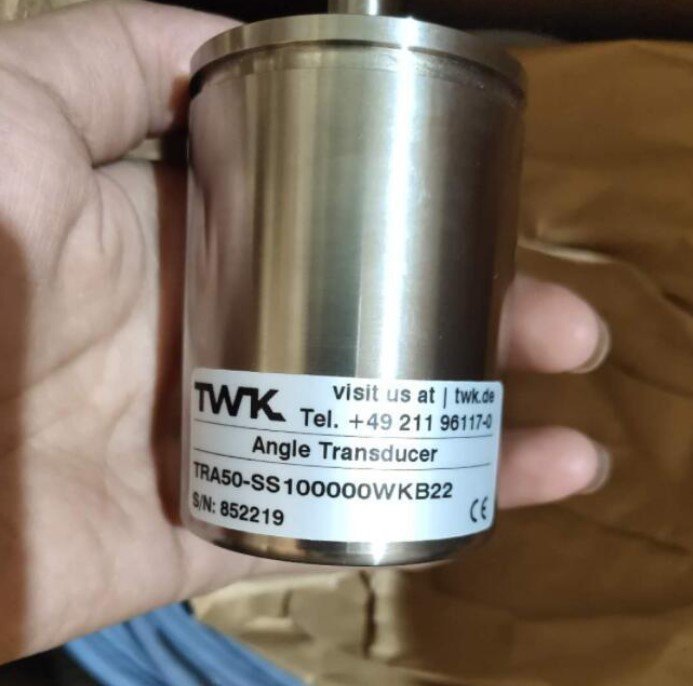 TWK visit us at | twk.de
Tel. +49 211 96117-0
Angle Transducer
TRA50-SS100000WKB22
S/N: 852219 CE